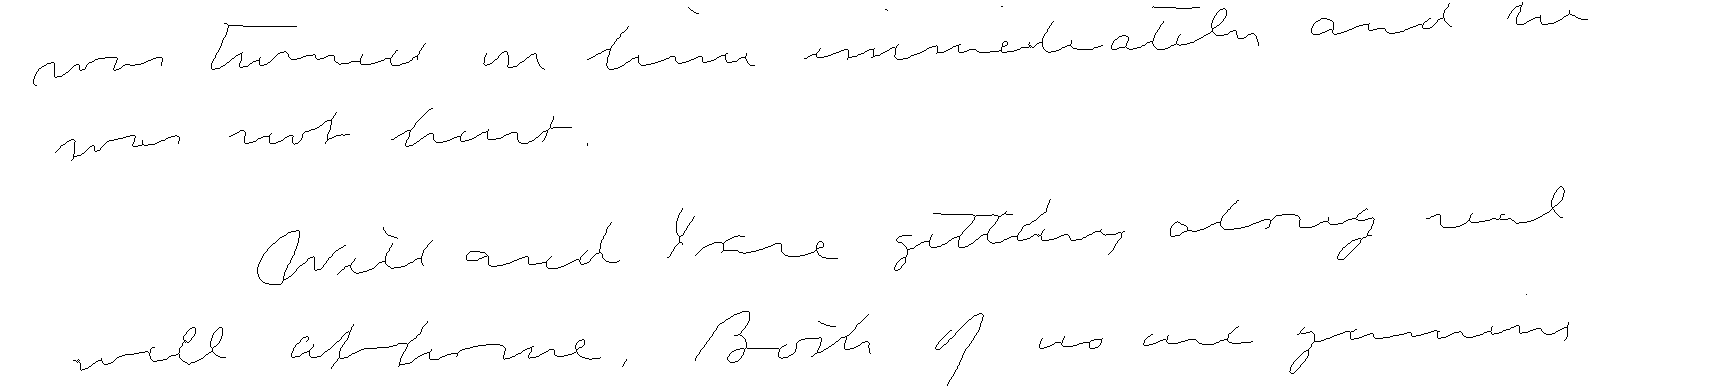 was turned on time immediately and he
was not hurt.
Will and I are getting along real
well at home. Both of us are gaining